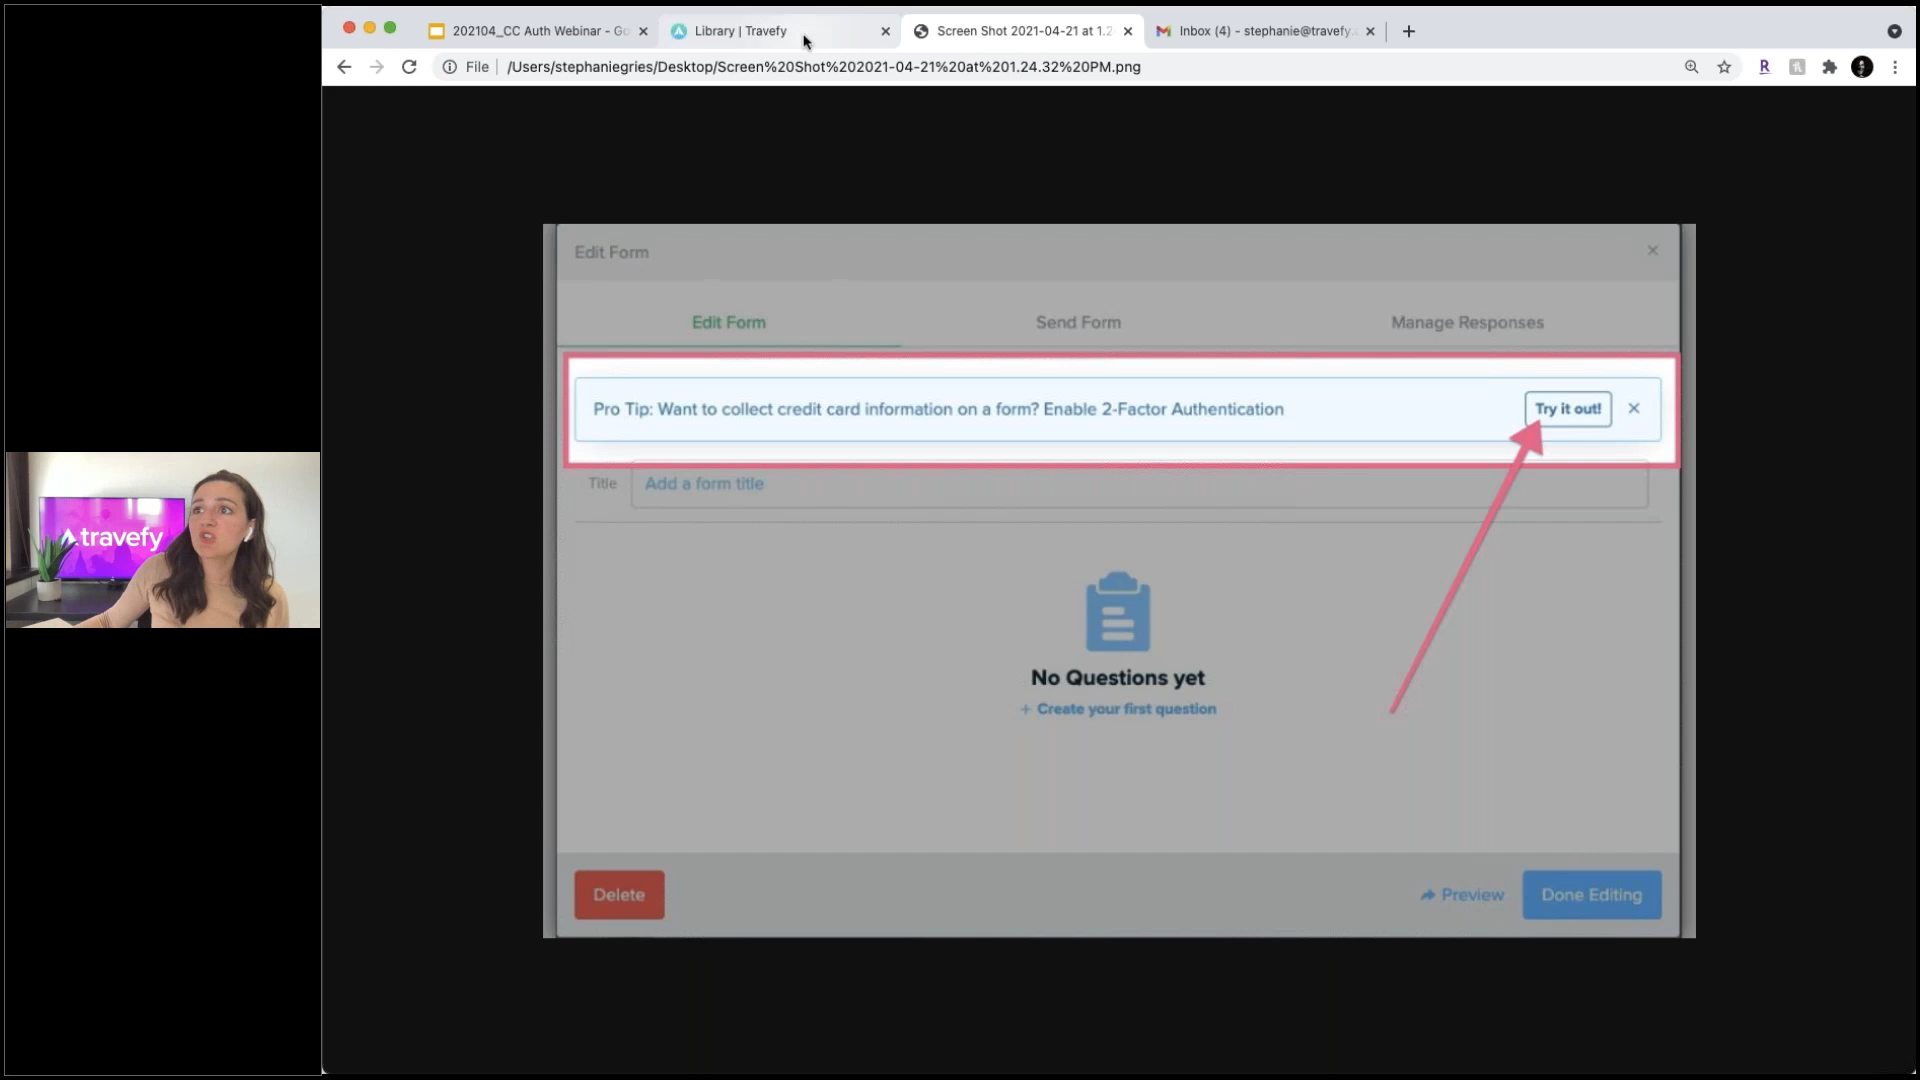 202104_CC Auth Webinar - Go
Library | Travefy
Screen Shot 2021-04-21 at 1.2
Inbox (4) - stephanie@travefy.
File
/Users/stephaniegries/Desktop/Screen%20Shot%202021-04-21%20at%201.24.32%20PM.png
R
Edit Form
Edit Form
Send Form
Manage Responses
Pro Tip: Want to collect credit card information on a form? Enable 2-Factor Authentication
Try it out!
Title
Add a form title
travefy
No Questions yet
+ Create your first question
Delete
Preview
Done Editing